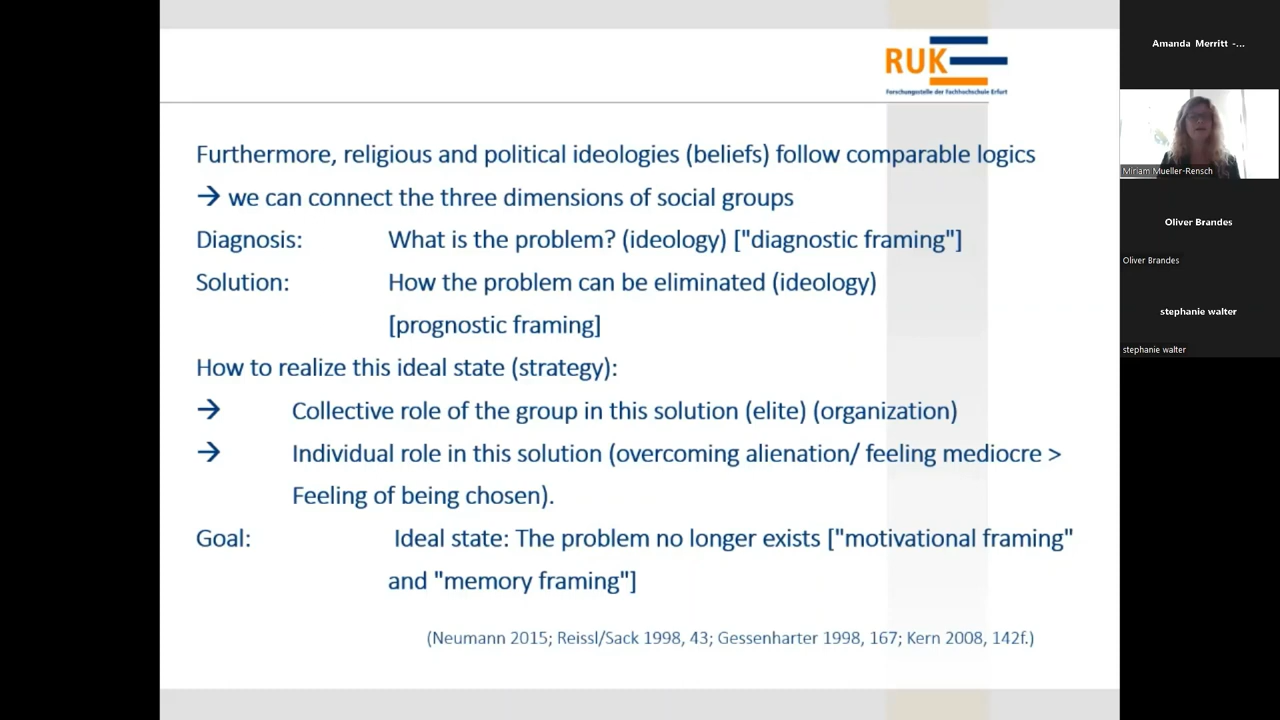 RUK
Forschungsstelle der Fachhochschule Erfurt
Furthermore, religious and political ideologies (beliefs) follow comparable logics
→ we can connect the three dimensions of social groups
Diagnosis: What is the problem? (ideology) ["diagnostic framing"]
Solution: How the problem can be eliminated (ideology)
[prognostic framing]
How to realize this ideal state (strategy):
→ Collective role of the group in this solution (elite) (organization)
→ Individual role in this solution (overcoming alienation/ feeling mediocre >
Feeling of being chosen).
Goal: Ideal state: The problem no longer exists ["motivational framing"
and "memory framing"]
(Neumann 2015; Reissl/Sack 1998, 43; Gessenharter 1998, 167; Kern 2008, 142f.)
Amanda Merritt -...
Miriam Mueller-Rensch
Oliver Brandes
Oliver Brandes
stephanie walter
stephanie walter